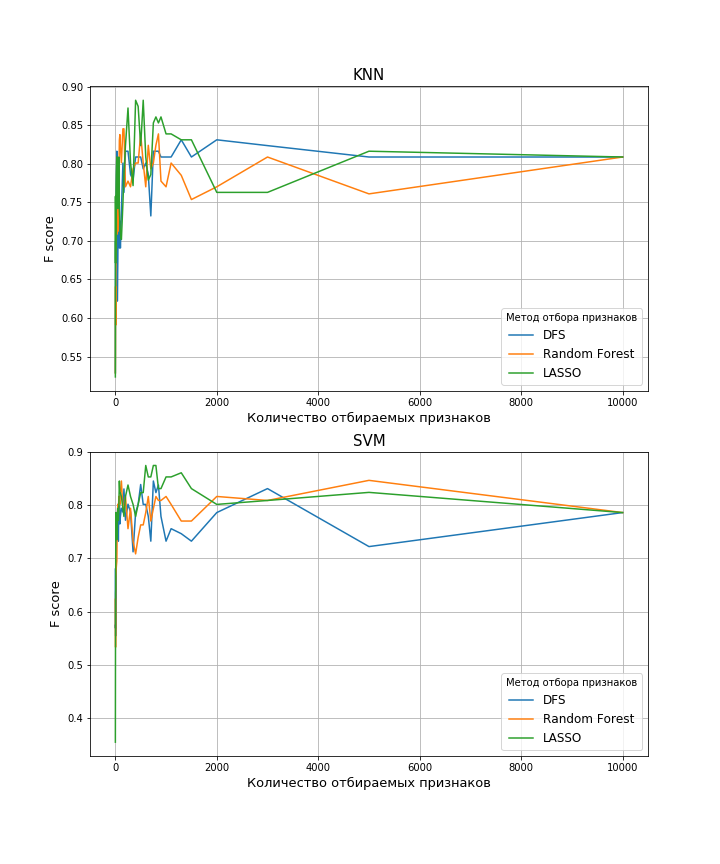 KNN
0.90
0.85
0.80
0.75
0.70
0.65
0.60
0.55
F score
Метод отбора признаков
DFS
Random Forest
LASSO
0 2000 4000 6000 8000 10000
Количество отбираемых признаков
SVM
0.9
0.8
0.7
0.6
0.5
0.4
F score
Метод отбора признаков
DFS
Random Forest
LASSO
0 2000 4000 6000 8000 10000
Количество отбираемых признаков